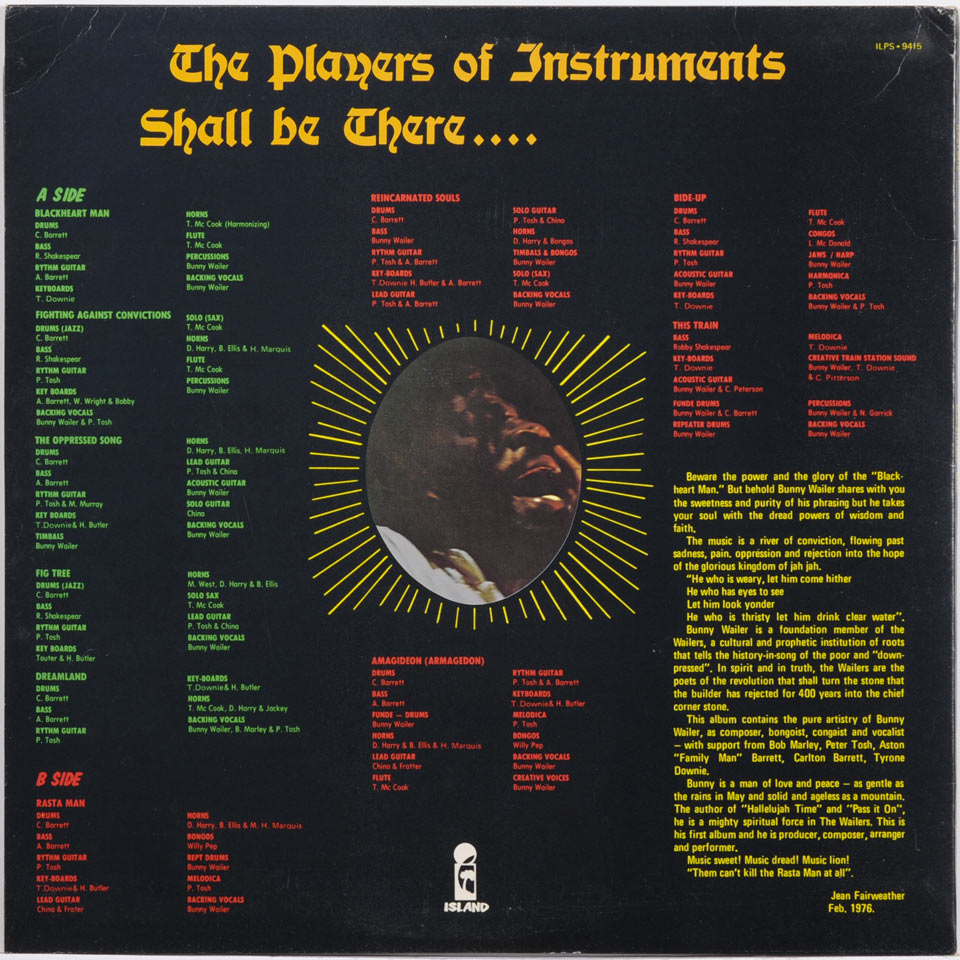 ILPS • 9415
The Players of Instruments
Shall be There....
A SIDE
BLACKHEART MAN
DRUMS
C. Barrett
BASS
R. Shakespear
RYTHM GUITAR
A. Barrett
KEYBOARDS
T. Downie
HORNS
T. Mc Cook (Harmonizing)
FLUTE
T. Mc Cook
PERCUSSIONS
Bunny Wailer
BACKING VOCALS
Bunny Wailer
FIGHTING AGAINST CONVICTIONS
DRUMS (JAZZ)
C. Barrett
BASS
R. Shakespear
RYTHM GUITAR
P. Tosh
KEY BOARDS
A. Barrett, W. Wright & Bobby
BACKING VOCALS
Bunny Wailer & P. Tosh
SOLO (SAX)
T. Mc Cook
HORNS
D. Harry, B. Ellis & H. Marquis
FLUTE
T. Mc Cook
PERCUSSIONS
Bunny Wailer
THE OPPRESSED SONG
DRUMS
C. Barrett
BASS
A. Barrett
RYTHM GUITAR
P. Tosh & M. Murray
KEY BOARDS
T. Downie & H. Butler
TIMBALS
Bunny Wailer
HORNS
D. Harry, B. Ellis, H. Marquis
LEAD GUITAR
P. Tosh & China
ACOUSTIC GUITAR
Bunny Wailer
SOLO GUITAR
China
BACKING VOCALS
Bunny Wailer
FIG TREE
DRUMS (JAZZ)
C. Barrett
BASS
R. Shakespear
RYTHM GUITAR
P. Tosh
KEY BOARDS
Touter & H. Butler
HORNS
M. West, D. Harry & B. Ellis
SOLO SAX
T. Mc Cook
LEAD GUITAR
P. Tosh & China
BACKING VOCALS
Bunny Wailer
DREAMLAND
DRUMS
C. Barrett
BASS
A. Barrett
RYTHM GUITAR
P. Tosh
KEY-BOARDS
T. Downie & H. Butler
HORNS
T. Mc Cook, D. Harry & Jackey
BACKING VOCALS
Bunny Wailer, B. Marley & P. Tosh
B SIDE
RASTA MAN
DRUMS
C. Barrett
BASS
A. Barrett
RYTHM GUITAR
P. Tosh
KEY-BOARDS
T. Downie & H. Butler
LEAD GUITAR
China & Frater
HORNS
D. Harry, B. Ellis & M. H. Marquis
BONGOS
Willy Pep
REPT DRUMS
Bunny Wailer
MELODICA
P. Tosh
BACKING VOCALS
Bunny Wailer
REINCARNATED SOULS
DRUMS
C. Barrett
BASS
Bunny Wailer
RYTHM GUITAR
P. Tosh & A. Barrett
KEY-BOARDS
T. Downie H. Butler & A. Barrett
LEAD GUITAR
P. Tosh & A. Barrett
SOLO GUITAR
P. Tosh & China
HORNS
D. Harry & Bongos
TIMBALS & BONGOS
Bunny Wailer
SOLO (SAX)
T. Mc Cook
BACKING VOCALS
Bunny Wailer
AMAGIDEON (ARMAGEDON)
DRUMS
C. Barrett
BASS
A. Barrett
FUNDE – DRUMS
Bunny Wailer
HORNS
D. Harry & B. Ellis & H. Marquis
LEAD GUITAR
China & Fratter
FLUTE
T. Mc Cook
RYTHM GUITAR
P. Tosh & A. Barrett
KEYBOARDS
T. Downie & H. Butler
MELODICA
P. Tosh
BONGOS
Willy Pep
BACKING VOCALS
Bunny Wailer
CREATIVE VOICES
Bunny Wailer
ISLAND
BIDE-UP
DRUMS
C. Barrett
BASS
R. Shakespear
RYTHM GUITAR
P. Tosh
ACOUSTIC GUITAR
Bunny Wailer
KEY-BOARDS
T. Downie
FLUTE
T. Mc Cook
CONGOS
L. Mc Donald
JAWS / HARP
Bunny Wailer
HARMONICA
P. Tosh
BACKING VOCALS
Bunny Wailer & P. Tosh
THIS TRAIN
BASS
Robby Shakespear
KEY-BOARDS
T. Downie
ACOUSTIC GUITAR
Bunny Wailer & C. Peterson
FUNDE DRUMS
Bunny Wailer & C. Barrett
REPEATER DRUMS
Bunny Wailer
MELODICA
T. Downie
CREATIVE TRAIN STATION SOUND
Bunny Wailer, T. Downie
& C. Pitterson
PERCUSSIONS
Bunny Wailer & N. Garrick
BACKING VOCALS
Bunny Wailer
Beware the power and the glory of the "Black-
heart Man." But behold Bunny Wailer shares with you
the sweetness and purity of his phrasing but he takes
your soul with the dread powers of wisdom and
faith.
The music is a river of conviction, flowing past
sadness, pain, oppression and rejection into the hope
of the glorious kingdom of jah jah.
"He who is weary, let him come hither
He who has eyes to see
Let him look yonder
He who is thristy let him drink clear water".
Bunny Wailer is a foundation member of the
Wailers, a cultural and prophetic institution of roots
that tells the history-in-song of the poor and "down-
pressed". In spirit and in truth, the Wailers are the
poets of the revolution that shall turn the stone that
the builder has rejected for 400 years into the chief
corner stone.
This album contains the pure artistry of Bunny
Wailer, as composer, bongoist, congaist and vocalist
— with support from Bob Marley, Peter Tosh, Aston
"Family Man" Barrett, Carlton Barrett, Tyrone
Downie.
Bunny is a man of love and peace — as gentle as
the rains in May and solid and ageless as a mountain.
The author of "Hallelujah Time" and "Pass it On",
he is a mighty spiritual force in The Wailers. This is
his first album and he is producer, composer, arranger
and performer.
Music sweet! Music dread! Music lion!
"Them can't kill the Rasta Man at all".
Jean Fairweather
Feb. 1976.